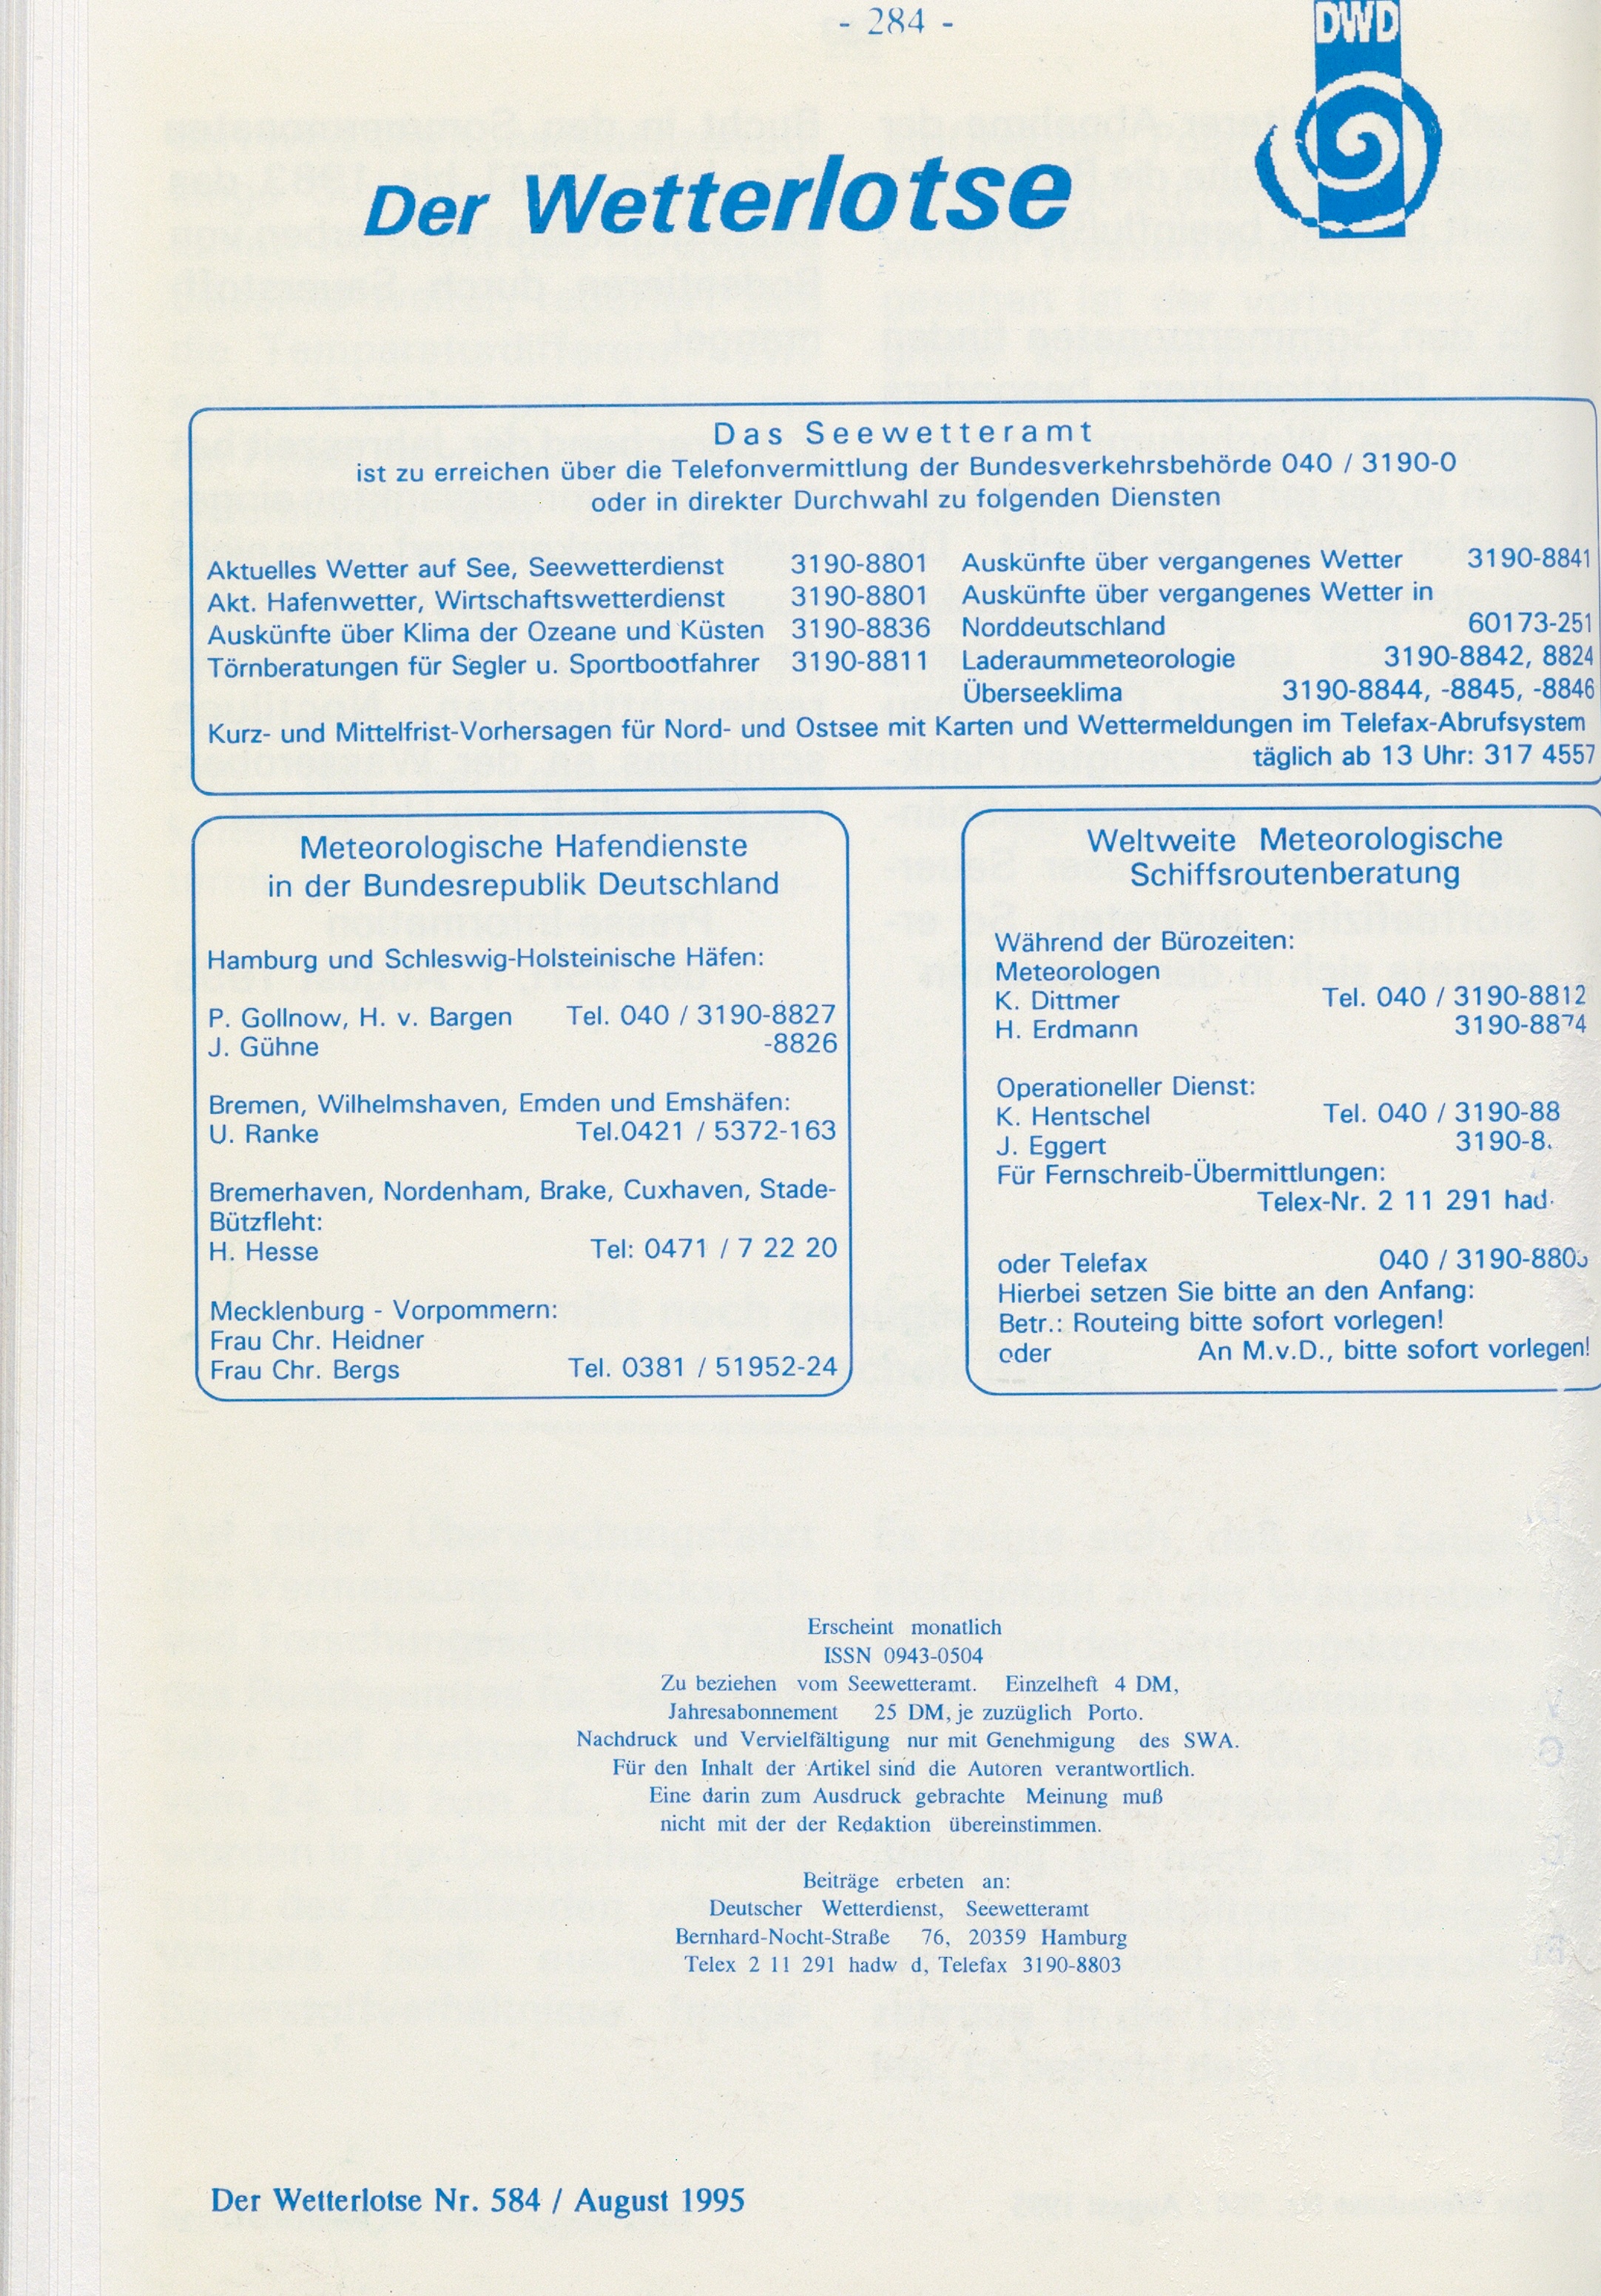 - 284 -
DWD
Der Wetterlotse
Das Seewetteramt
ist zu erreichen über die Telefonvermittlung der Bundesverkehrsbehörde 040 / 3190-0
oder in direkter Durchwahl zu folgenden Diensten
Aktuelles Wetter auf See, Seewetterdienst 3190-8801
Akt. Hafenwetter, Wirtschaftswetterdienst 3190-8801
Auskünfte über Klima der Ozeane und Küsten 3190-8836
Törnberatungen für Segler u. Sportbootfahrer 3190-8811
Auskünfte über vergangenes Wetter 3190-8841
Auskünfte über vergangenes Wetter in
Norddeutschland 60173-251
Laderaummeteorologie 3190-8842, 8824
Überseeklima 3190-8844, -8845, -8846
Kurz- und Mittelfrist-Vorhersagen für Nord- und Ostsee mit Karten und Wettermeldungen im Telefax-Abrufsystem
täglich ab 13 Uhr: 317 4557
Meteorologische Hafendienste
in der Bundesrepublik Deutschland
Hamburg und Schleswig-Holsteinische Häfen:
P. Gollnow, H. v. Bargen Tel. 040 / 3190-8827
J. Gühne -8826
Bremen, Wilhelmshaven, Emden und Emshäfen:
U. Ranke Tel.0421 / 5372-163
Bremerhaven, Nordenham, Brake, Cuxhaven, Stade-
Bützfleht:
H. Hesse Tel: 0471 / 7 22 20
Mecklenburg - Vorpommern:
Frau Chr. Heidner
Frau Chr. Bergs Tel. 0381 / 51952-24
Weltweite Meteorologische
Schiffsroutenberatung
Während der Bürozeiten:
Meteorologen
K. Dittmer Tel. 040 / 3190-8812
H. Erdmann 3190-8874
Operationeller Dienst:
K. Hentschel Tel. 040 / 3190-88
J. Eggert 3190-8
Für Fernschreib-Übermittlungen:
Telex-Nr. 2 11 291 had
oder Telefax 040 / 3190-880
Hierbei setzen Sie bitte an den Anfang:
Betr.: Routeing bitte sofort vorlegen!
oder An M.v.D., bitte sofort vorlegen!
Erscheint monatlich
ISSN 0943-0504
Zu beziehen vom Seewetteramt. Einzelheft 4 DM,
Jahresabonnement 25 DM, je zuzüglich Porto.
Nachdruck und Vervielfältigung nur mit Genehmigung des SWA.
Für den Inhalt der Artikel sind die Autoren verantwortlich.
Eine darin zum Ausdruck gebrachte Meinung muß
nicht mit der der Redaktion übereinstimmen.
Beiträge erbeten an:
Deutscher Wetterdienst, Seewetteramt
Bernhard-Nocht-Straße 76, 20359 Hamburg
Telex 2 11 291 hadw d, Telefax 3190-8803
Der Wetterlotse Nr. 584 / August 1995